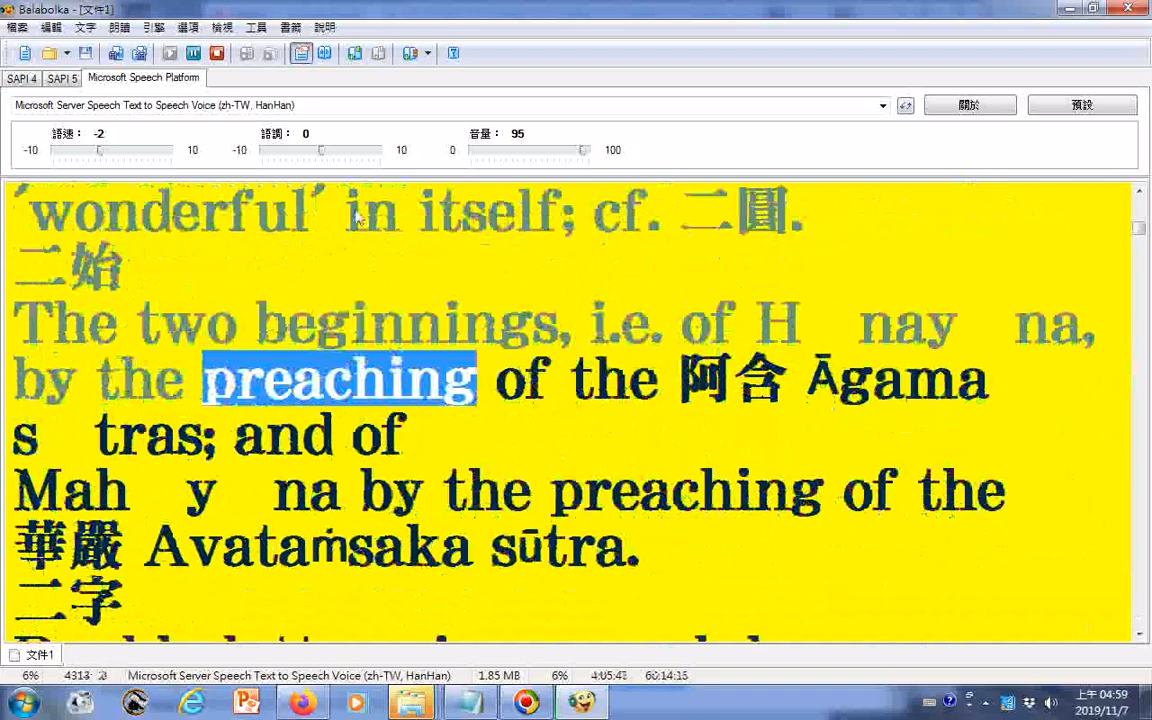 Balabolka - [文件1]
檔案 編輯 文字 朗讀 引擎 選項 檢視 工具 書籤 說明
SAPI 4 SAPI 5 Microsoft Speech Platform
Microsoft Server Speech Text to Speech Voice (zh-TW, HanHan) 關於 預設
語速： -2 語調： 0 音量： 95
-10 10 -10 10 0 100
'wonderful' in itself; cf. 二圓.
二始
The two beginnings, i.e. of H nay na,
by the preaching of the 阿含 Āgama
s tras; and of
Mah y na by the preaching of the
華嚴 Avataṁsaka sūtra.
二字
文件1
6% Microsoft Server Speech Text to Speech Voice (zh-TW, HanHan) 1.85 MB 6%
上午 04:59
2019/11/7